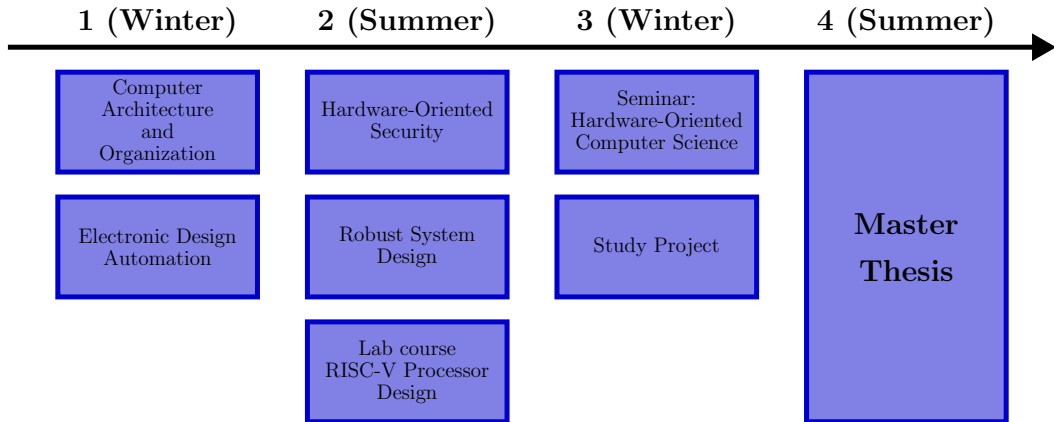 1 (Winter)
2 (Summer)
3 (Winter)
4 (Summer)
Computer
Architecture
and
Organization
Hardware-Oriented
Security
Seminar:
Hardware-Oriented
Computer Science
Electronic Design
Automation
Robust System
Design
Study Project
Master
Thesis
Lab course
RISC-V Processor
Design